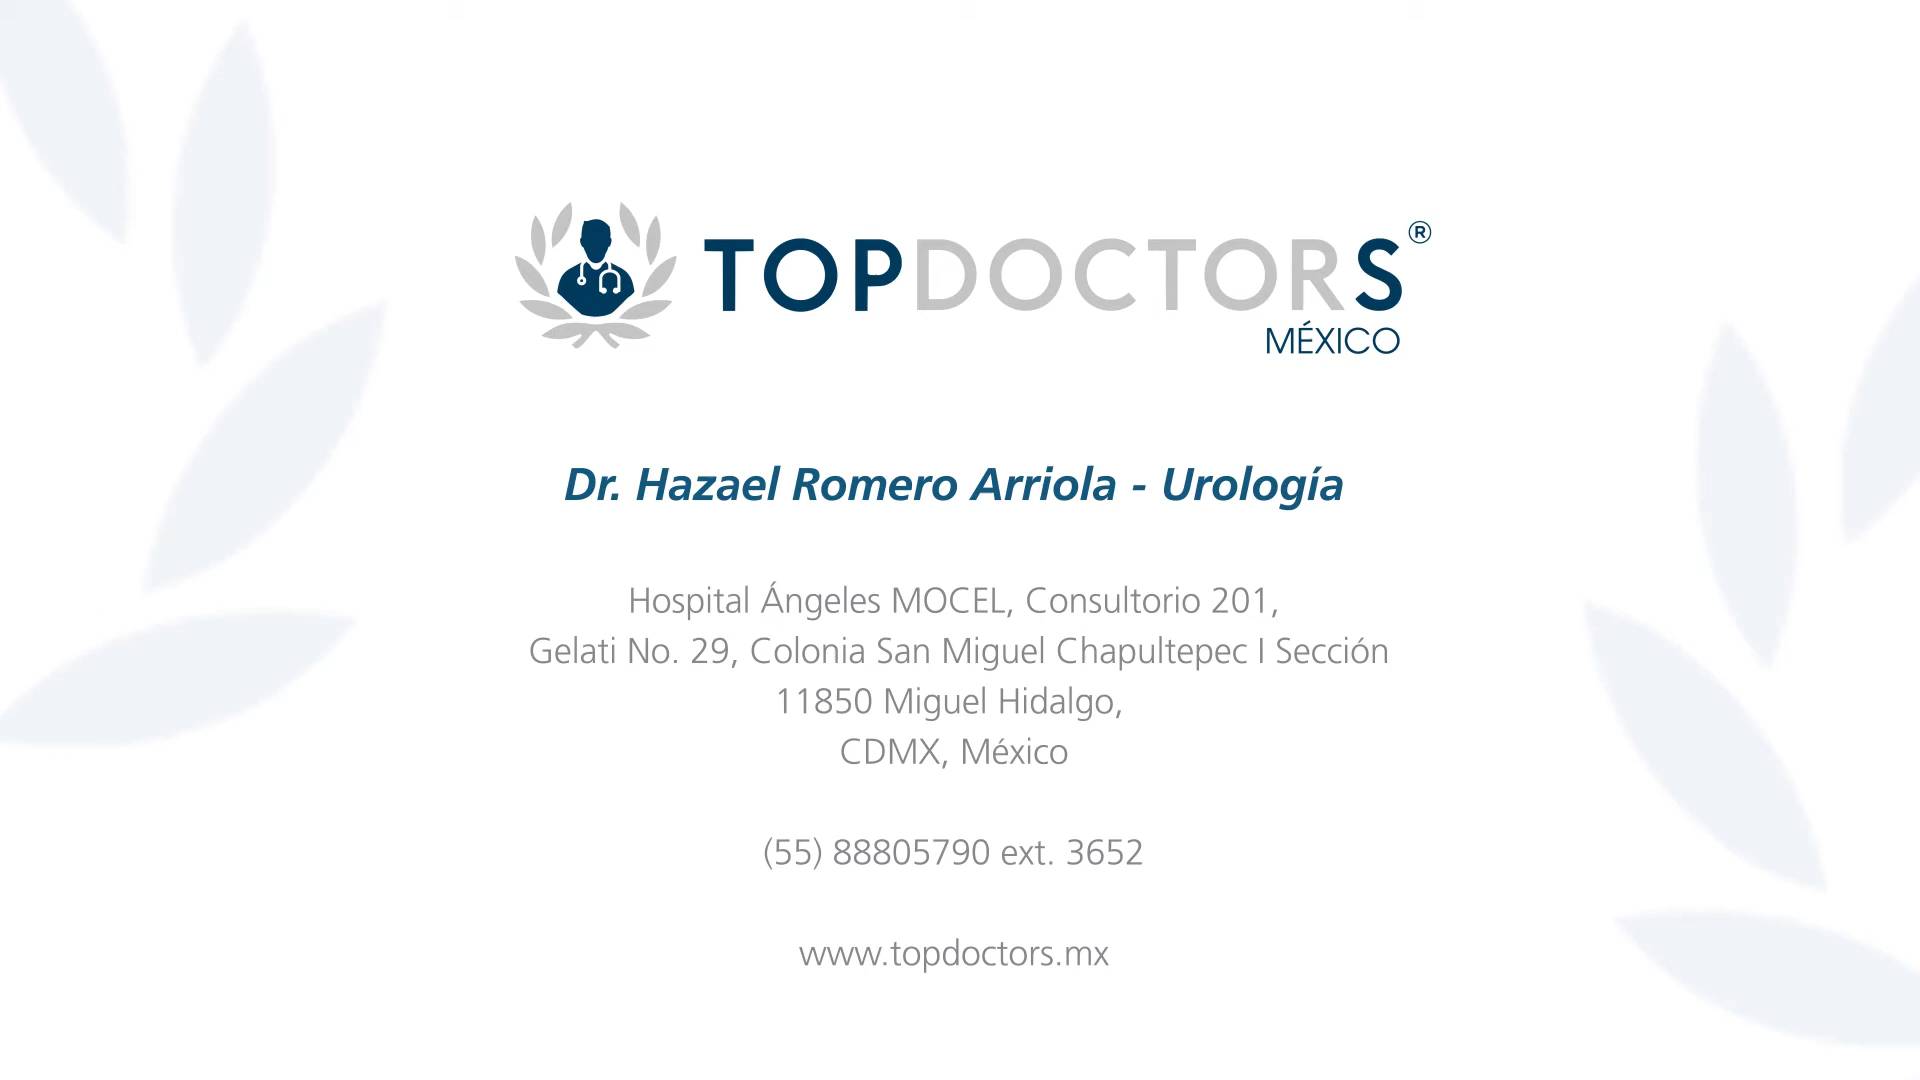 TOPDOCTORS®
MÉXICO
Dr. Hazael Romero Arriola - Urología
Hospital Ángeles MOCEL, Consultorio 201,
Gelati No. 29, Colonia San Miguel Chapultepec I Sección
11850 Miguel Hidalgo,
CDMX, México
(55) 88805790 ext. 3652
www.topdoctors.mx